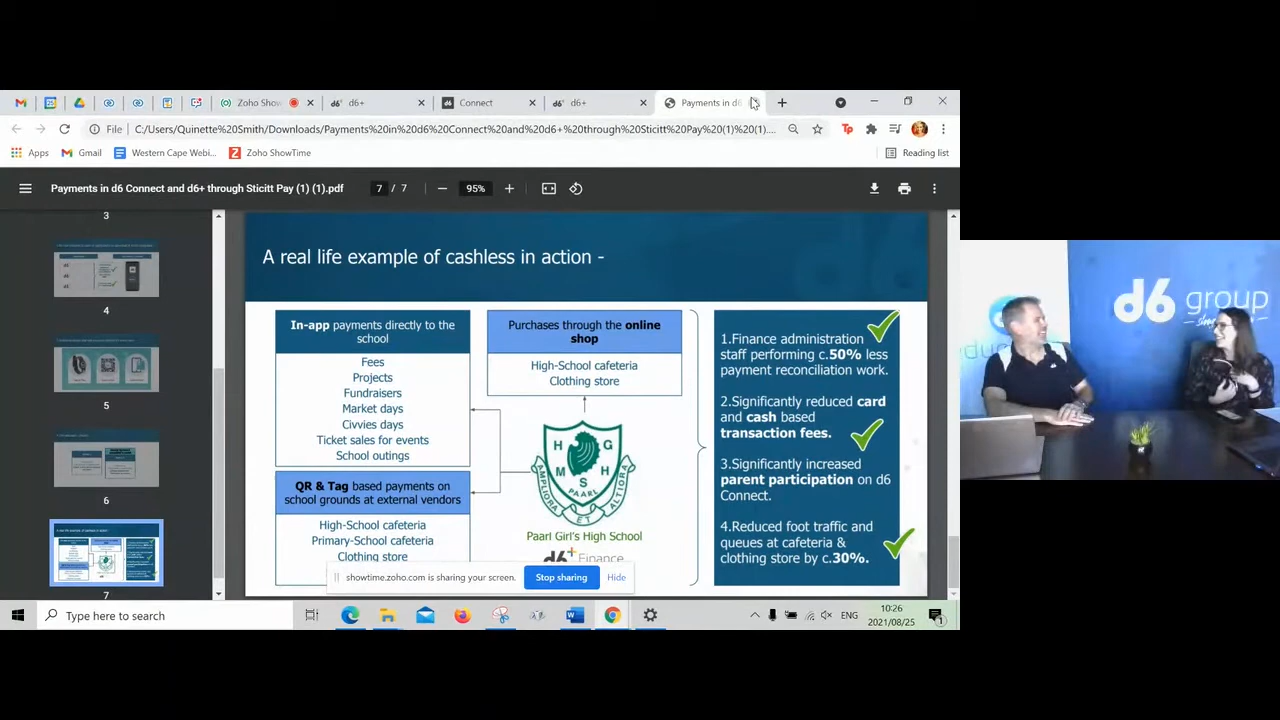 Zoho Show
d6+
Connect
d6+
Payments in d6
File
C:/Users/Quinette%20Smith/Downloads/Payments%20in%20d6%20Connect%20and%20d6+%20through%20Sticitt%20Pay%20(1)%20(1)....
Apps
Gmail
Western Cape Webi...
Zoho ShowTime
Reading list
Payments in d6 Connect and d6+ through Sticitt Pay (1) (1).pdf
7 / 7
95%
3
4
5
6
7
A real life example of cashless in action -
In-app payments directly to the
school
Fees
Projects
Fundraisers
Market days
Civvies days
Ticket sales for events
School outings
QR & Tag based payments on
school grounds at external vendors
High-School cafeteria
Primary-School cafeteria
Clothing store
Purchases through the online
shop
High-School cafeteria
Clothing store
H G
M H
S
PAARL
AMPLIORA ET ALTIORA
Paarl Girl's High School
d6+ Finance
1.Finance administration
staff performing c.50% less
payment reconciliation work.
2.Significantly reduced card
and cash based
transaction fees.
3.Significantly increased
parent participation on d6
Connect.
4.Reduced foot traffic and
queues at cafeteria &
clothing store by c.30%.
showtime.zoho.com is sharing your screen.
Stop sharing
Hide
d6 group
Type here to search
ENG
10:26
2021/08/25
1